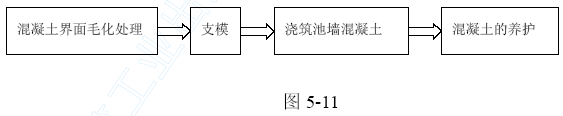 混凝土界面毛化处理
支模
浇筑池墙混凝土
混凝土的养护
图 5-11